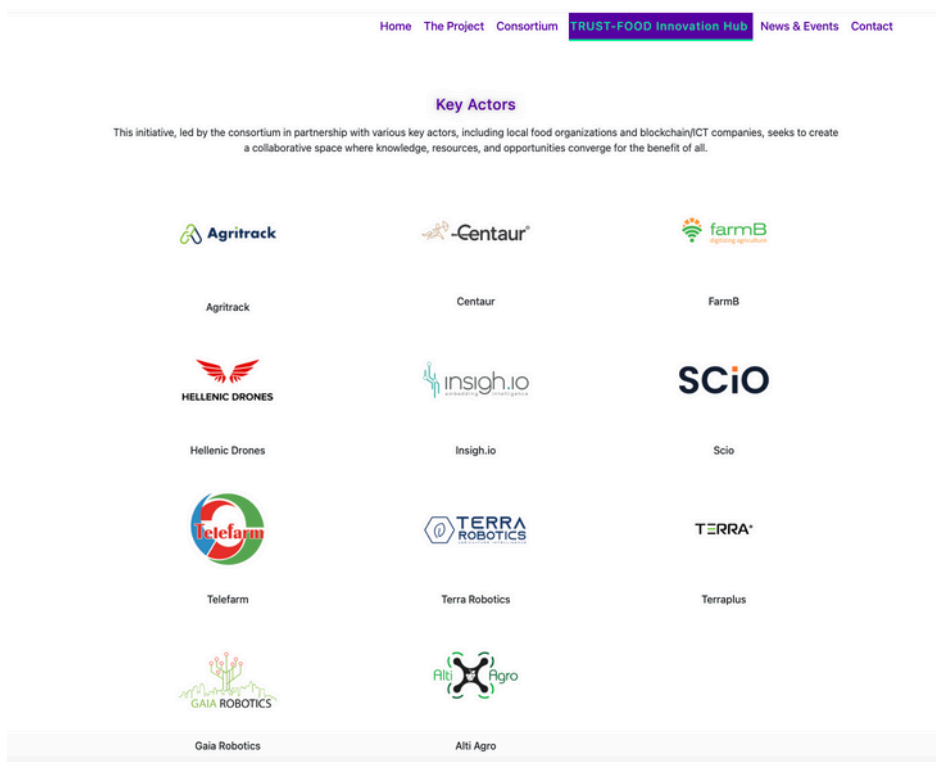 Home The Project Consortium TRUST-FOOD Innovation Hub News & Events Contact
Key Actors
This initiative, led by the consortium in partnership with various key actors, including local food organizations and blockchain/ICT companies, seeks to create
a collaborative space where knowledge, resources, and opportunities converge for the benefit of all.
Agritrack
Centaur
farmB
digitizing agriculture
Agritrack
Centaur
FarmB
HELLENIC DRONES
insigh.io
embedding intelligence
SCiO
Hellenic Drones
Insigh.io
Scio
Telefarm
TERRA
ROBOTICS
TERRA+
Telefarm
Terra Robotics
Terraplus
GAIA ROBOTICS
Alti Agro
Gaia Robotics
Alti Agro